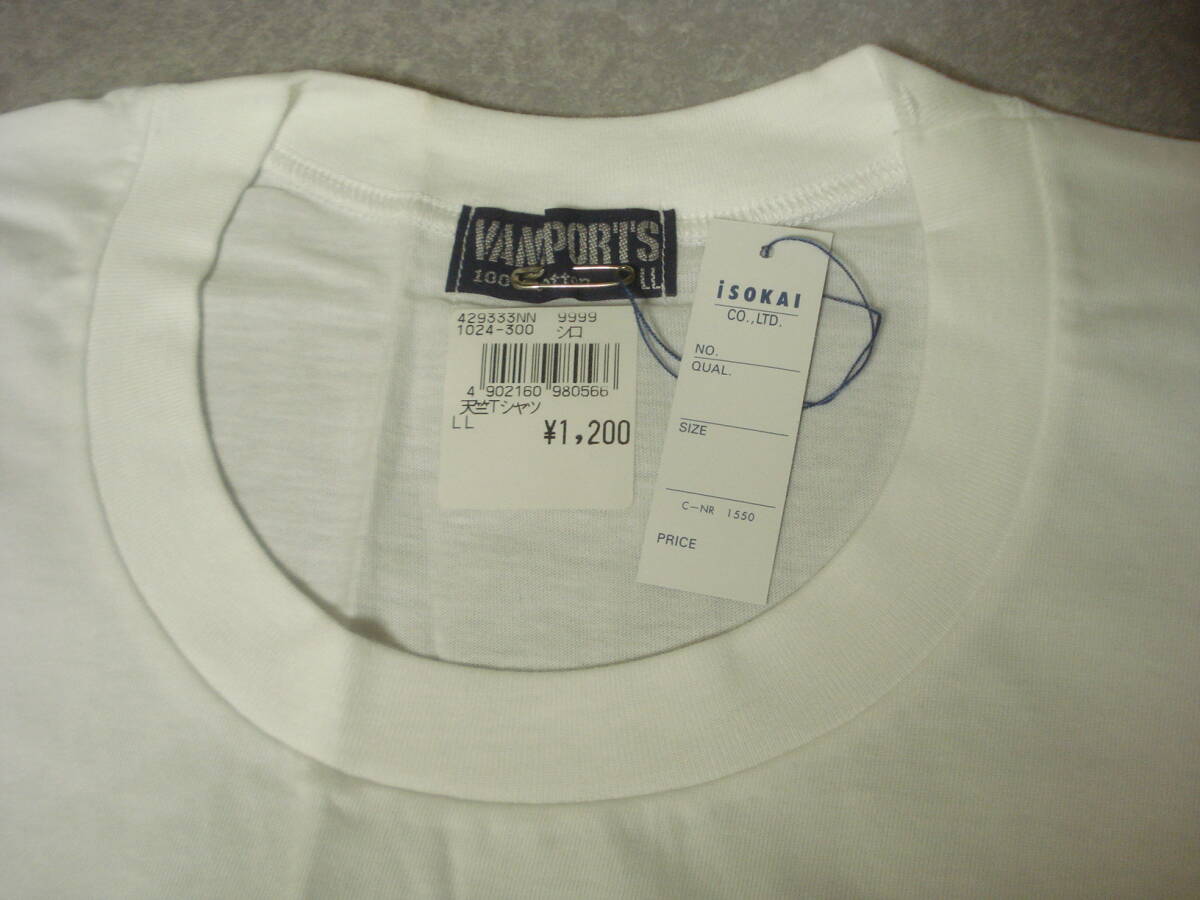 VAMPORTS
100% Cotton
LL
429333NN 9999
1024-300 シロ
4 902160 980566
天竺Tシャツ
LL
¥1,200
iSOKAI
CO.,LTD.
NO.
QUAL.
SIZE
C-NR 1550
PRICE